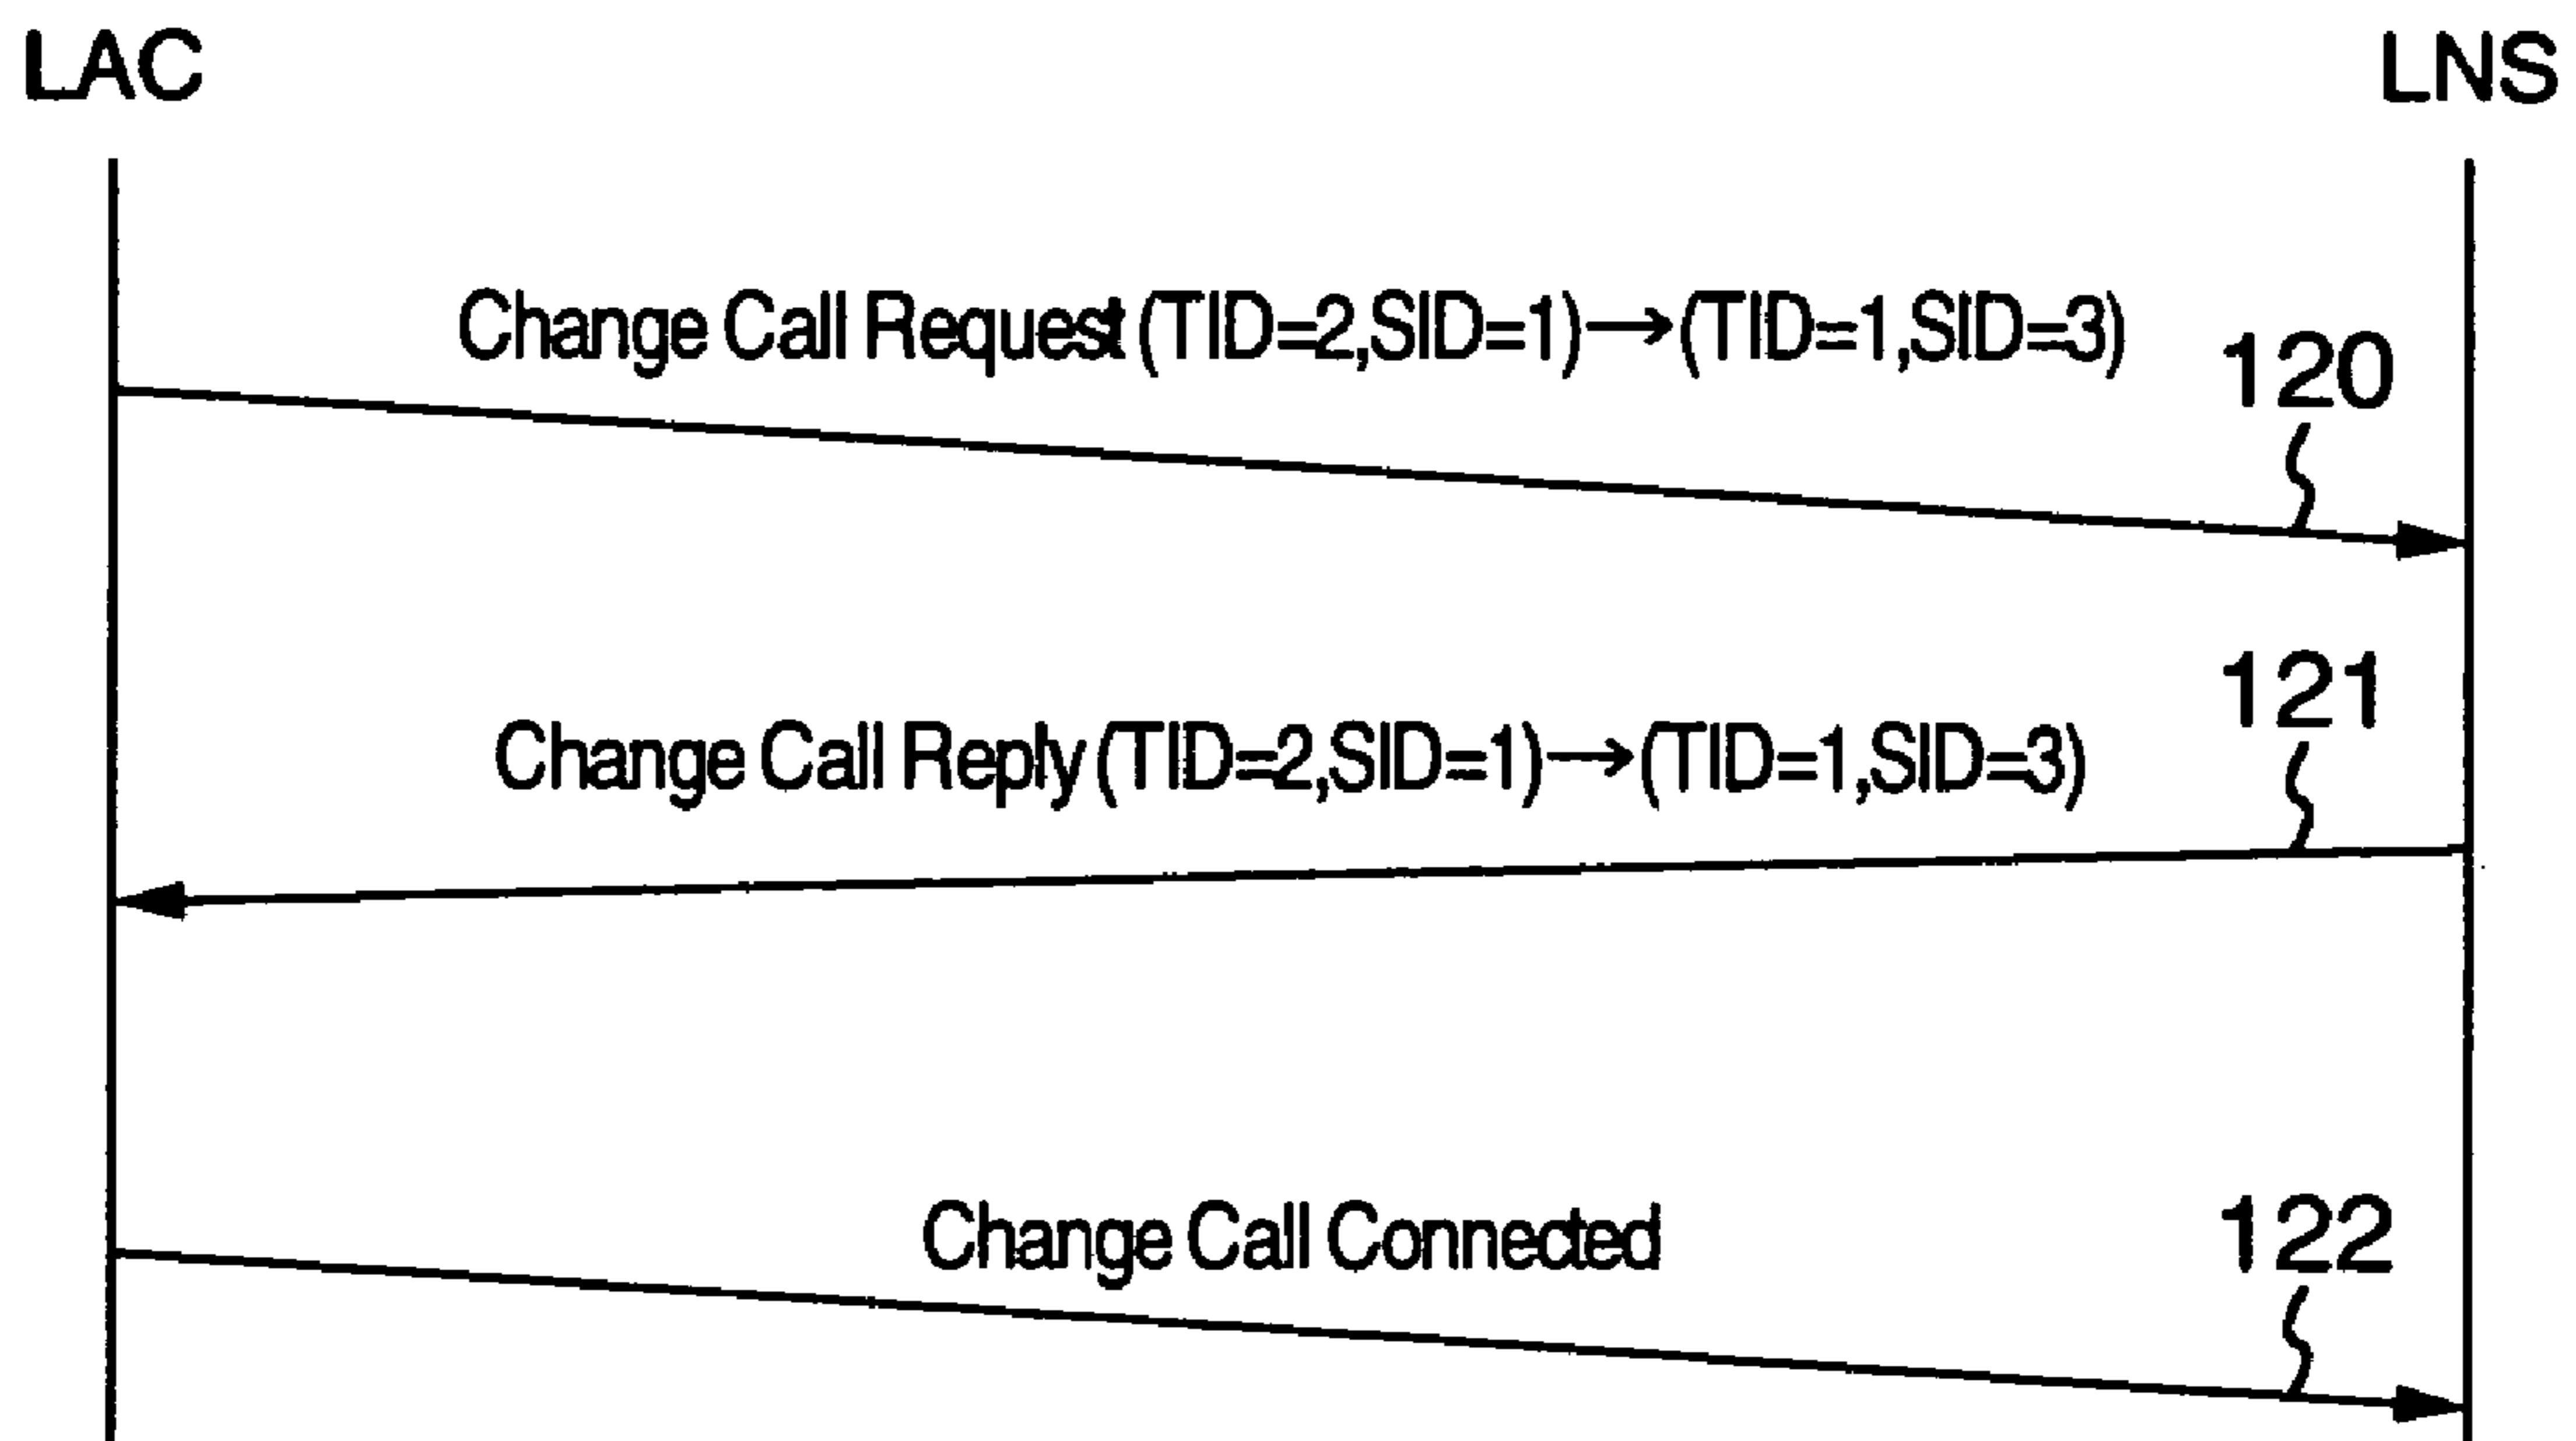 LAC
LNS
Change Call Request (TID=2,SID=1)→(TID=1,SID=3)
120
121
Change Call Reply (TID=2,SID=1)→(TID=1,SID=3)
Change Call Connected
122